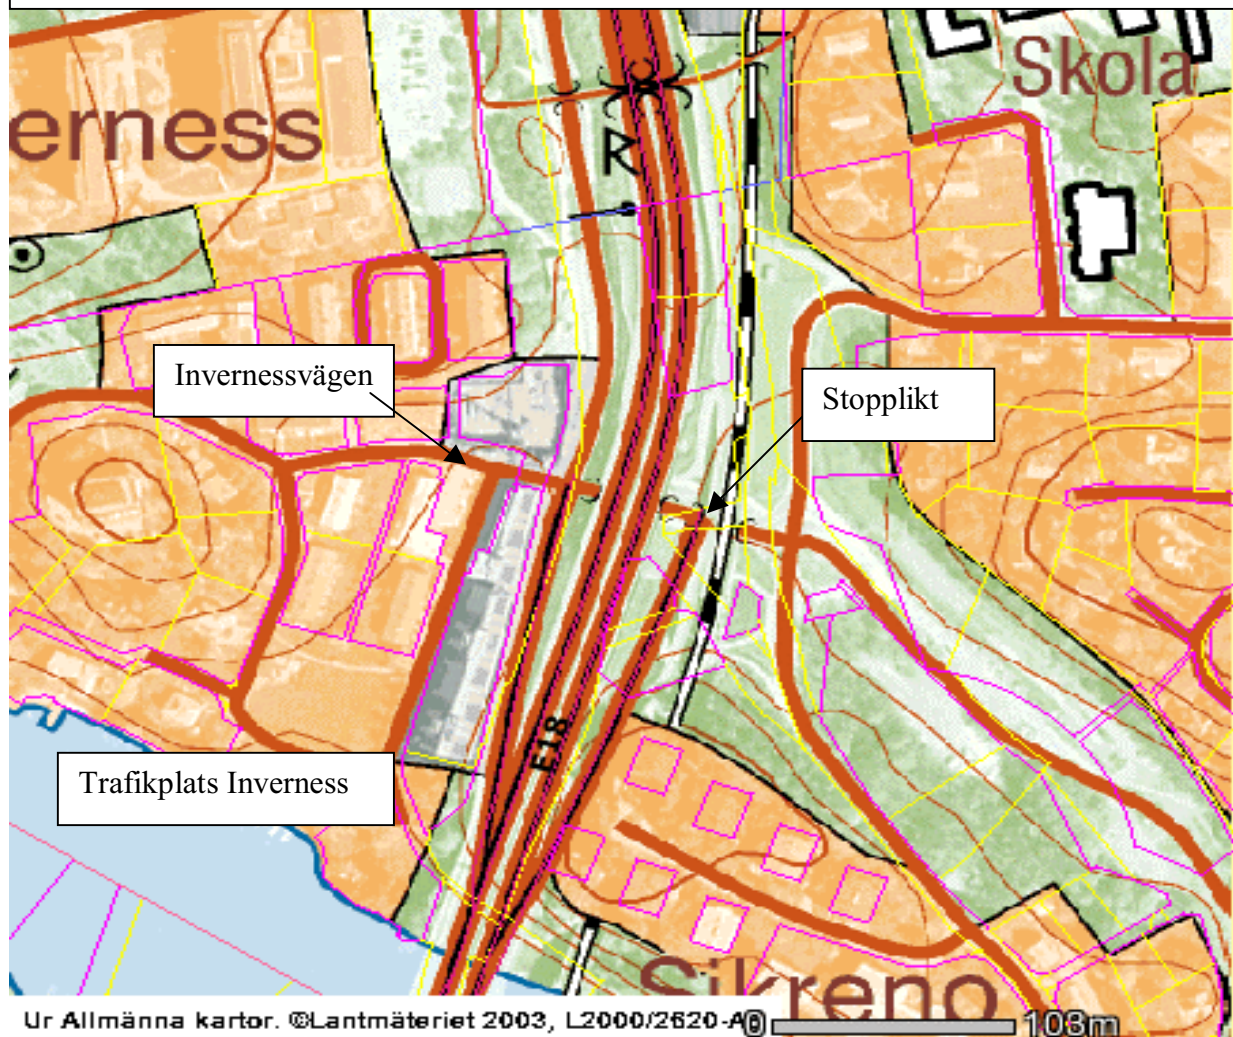 Skola
erness
R
Invernessvägen
Stopplikt
E18
Trafikplats Inverness
Sikreno
Ur Allmänna kartor. ©Lantmäteriet 2003, L2000/2620-A
0 103m